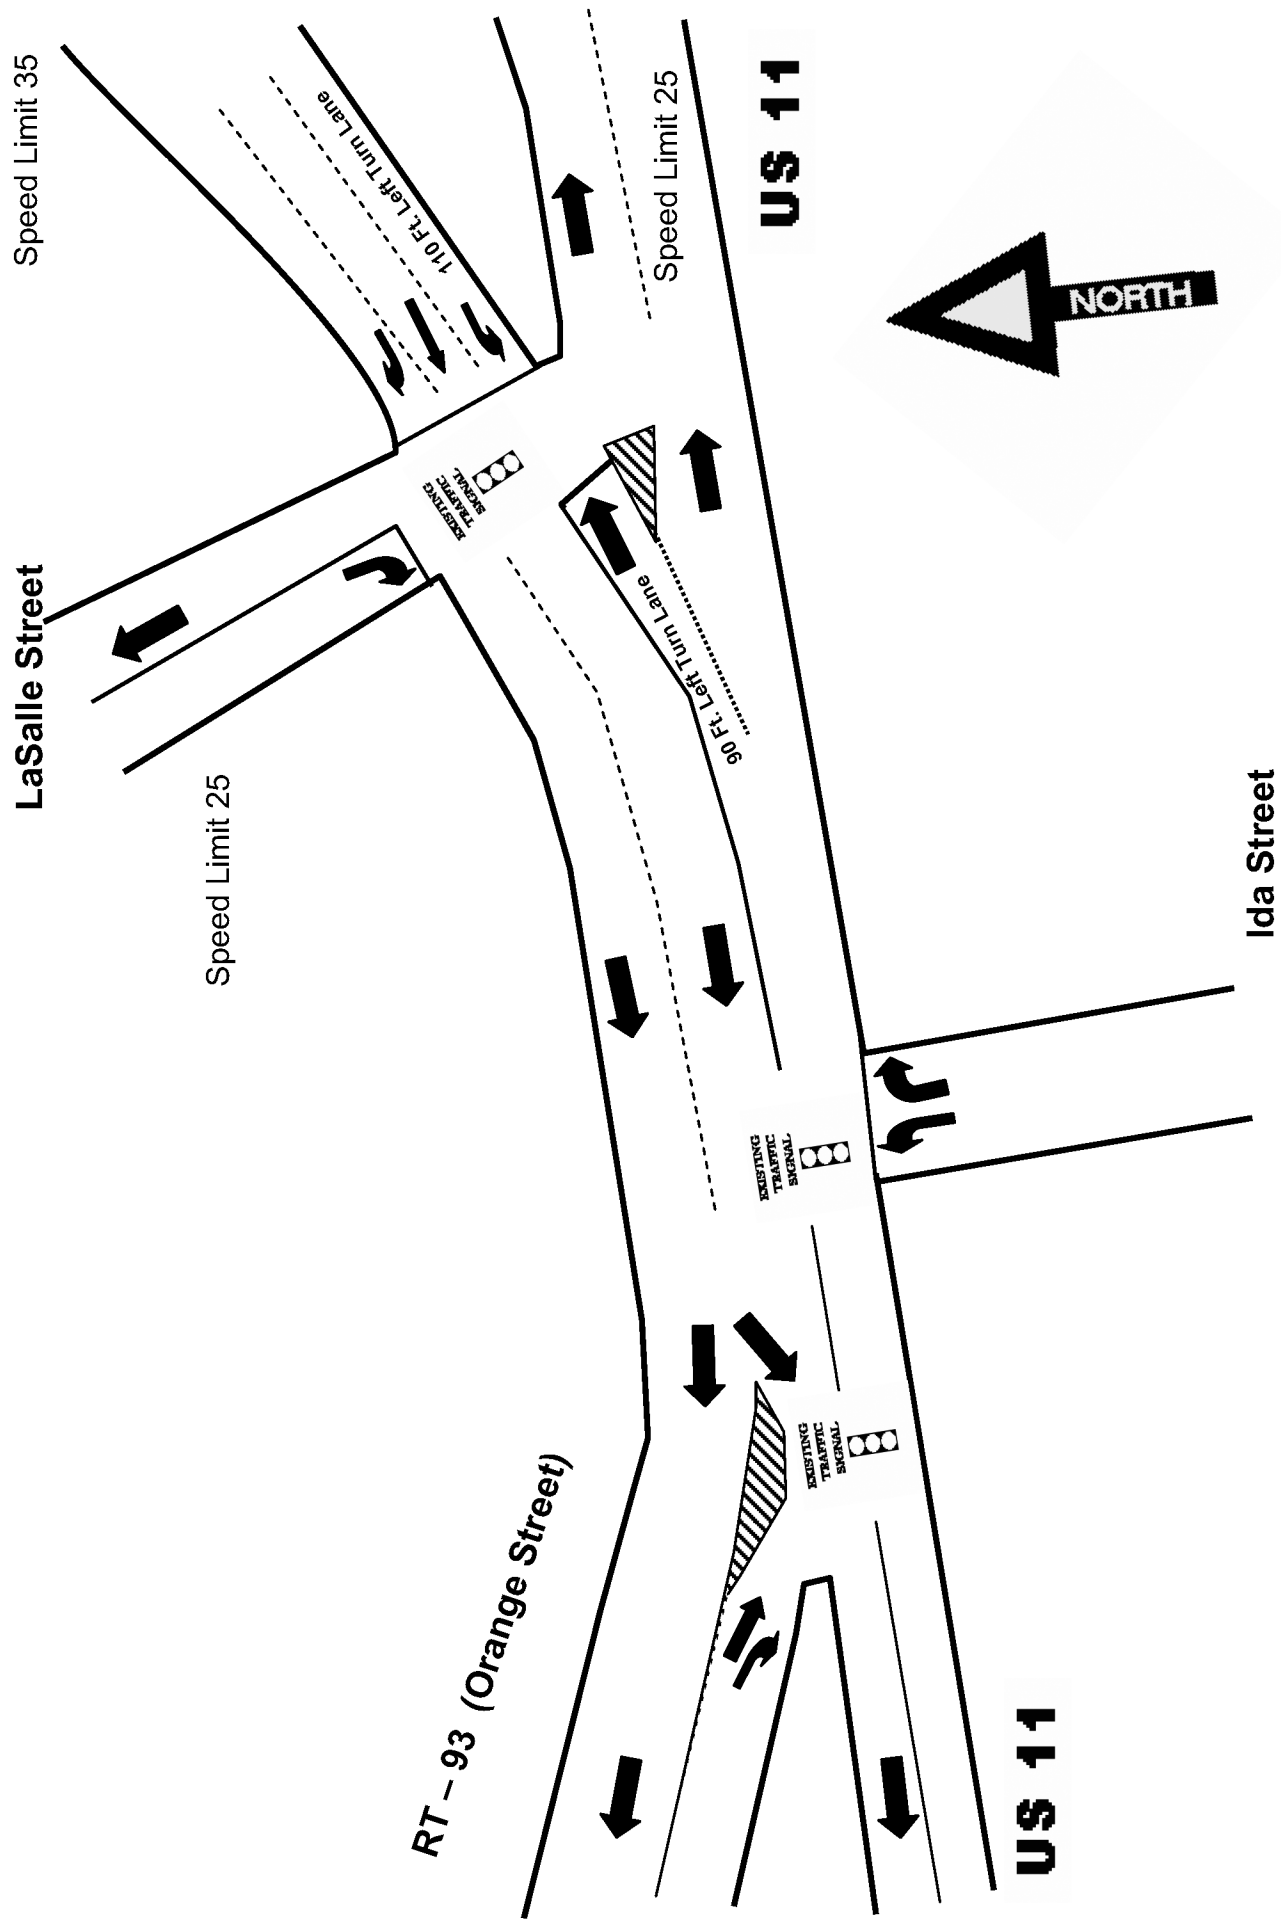 Speed Limit 35
110 Ft. Left Turn Lane
Speed Limit 25
US 11
NORTH
EXISTING
TRAFFIC
SIGNAL
LaSalle Street
90 Ft. Left Turn Lane
Speed Limit 25
Ida Street
EXISTING
TRAFFIC
SIGNAL
EXISTING
TRAFFIC
SIGNAL
RT – 93 (Orange Street)
US 11